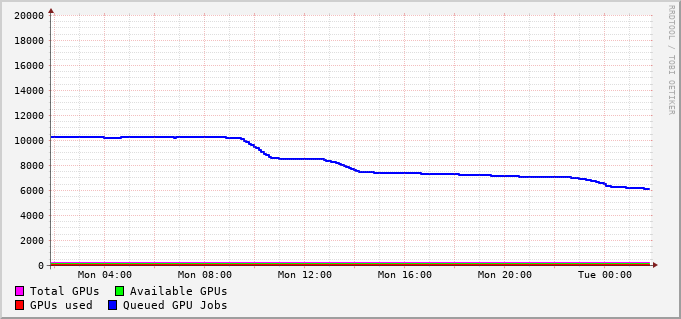 20000
18000
16000
14000
12000
10000
8000
6000
4000
2000
0
Mon 04:00 Mon 08:00 Mon 12:00 Mon 16:00 Mon 20:00 Tue 00:00
Total GPUs Available GPUs
GPUs used Queued GPU Jobs
RRDTOOL / TOBI OETIKER